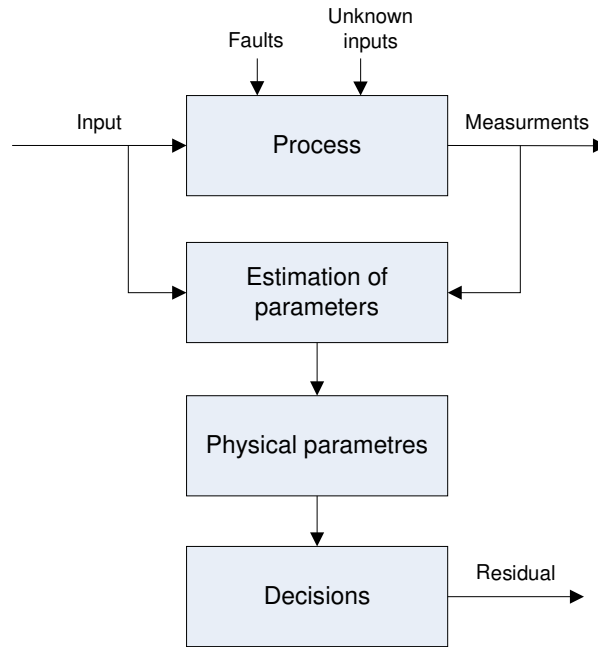 Unknown
inputs
Faults
Input
Process
Measurments
Estimation of
parameters
Physical parametres
Decisions
Residual